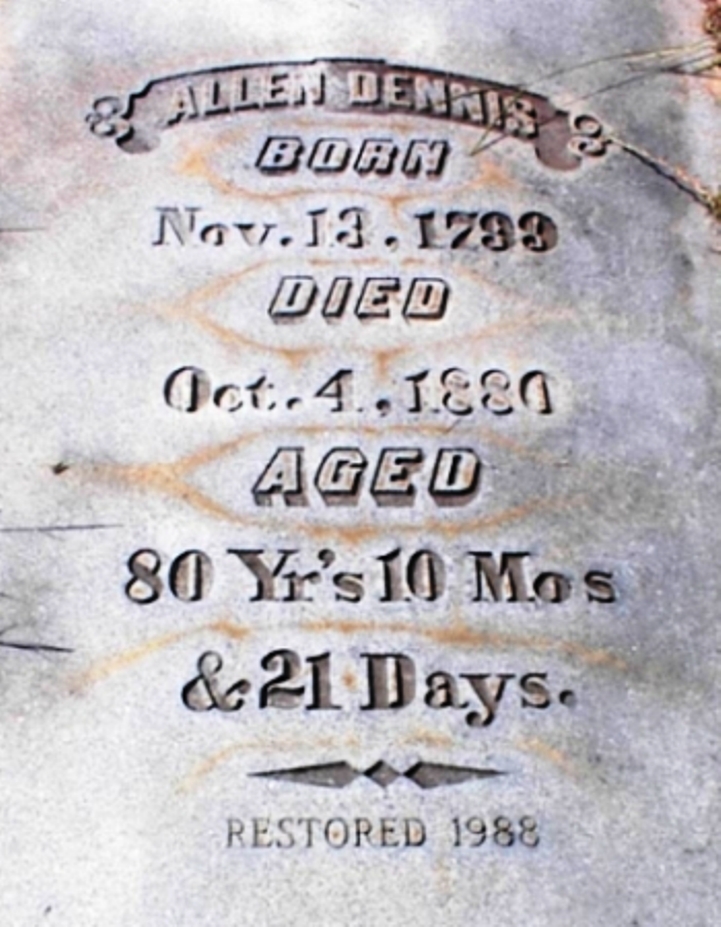 ALLEN DENNIS
BORN
Nov. 13. 1799
DIED
Oct. 4, 1880
AGED
80 Yr's 10 Mos
& 21 Days.
RESTORED 1988